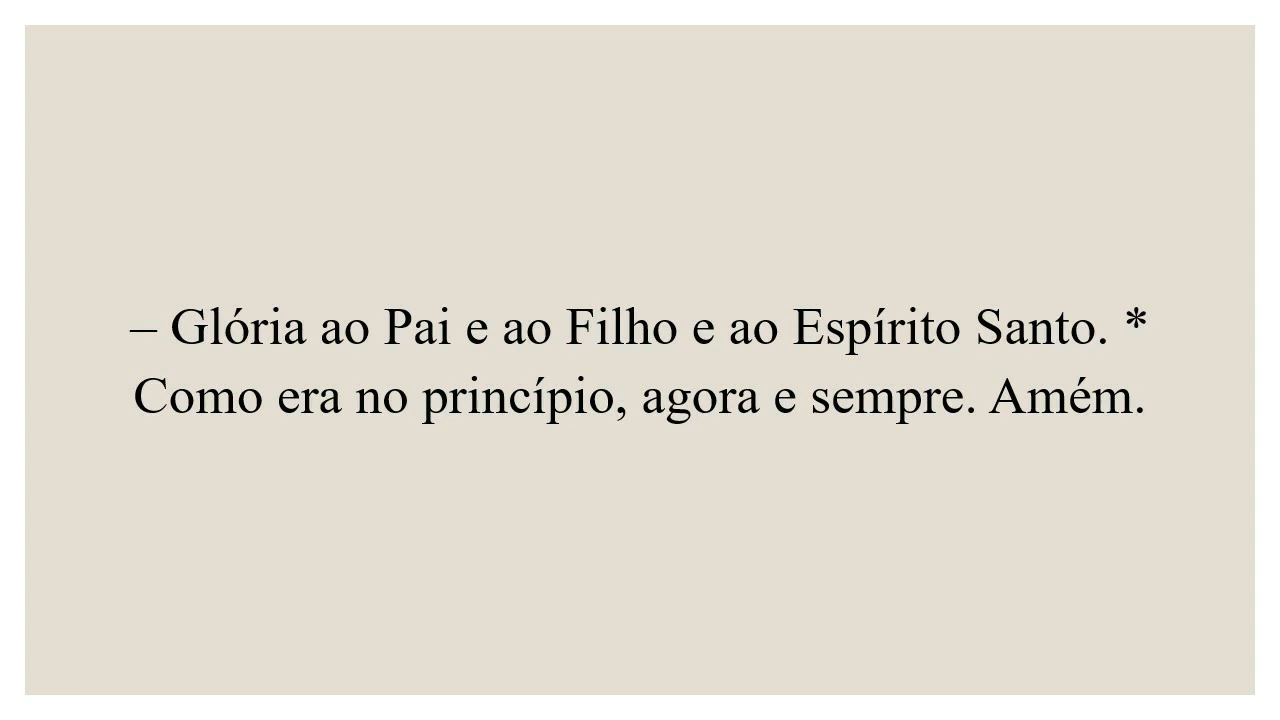 – Glória ao Pai e ao Filho e ao Espírito Santo. *
Como era no princípio, agora e sempre. Amém.